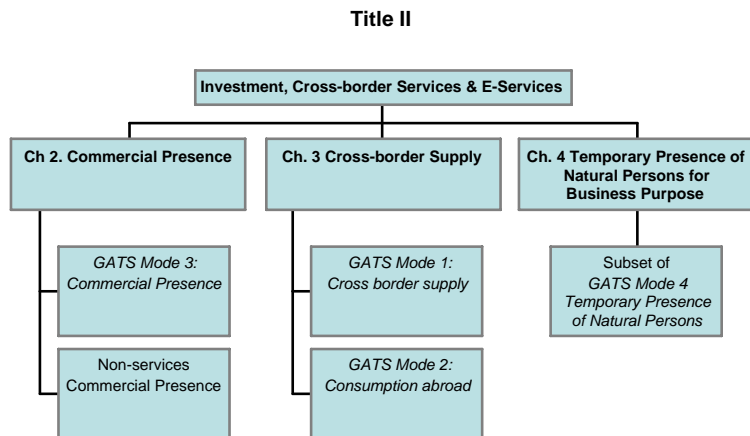 Title II
Investment, Cross-border Services & E-Services
Ch 2. Commercial Presence
Ch. 3 Cross-border Supply
Ch. 4 Temporary Presence of
Natural Persons for
Business Purpose
GATS Mode 3:
Commercial Presence
GATS Mode 1:
Cross border supply
Subset of
GATS Mode 4
Temporary Presence
of Natural Persons
Non-services
Commercial Presence
GATS Mode 2:
Consumption abroad